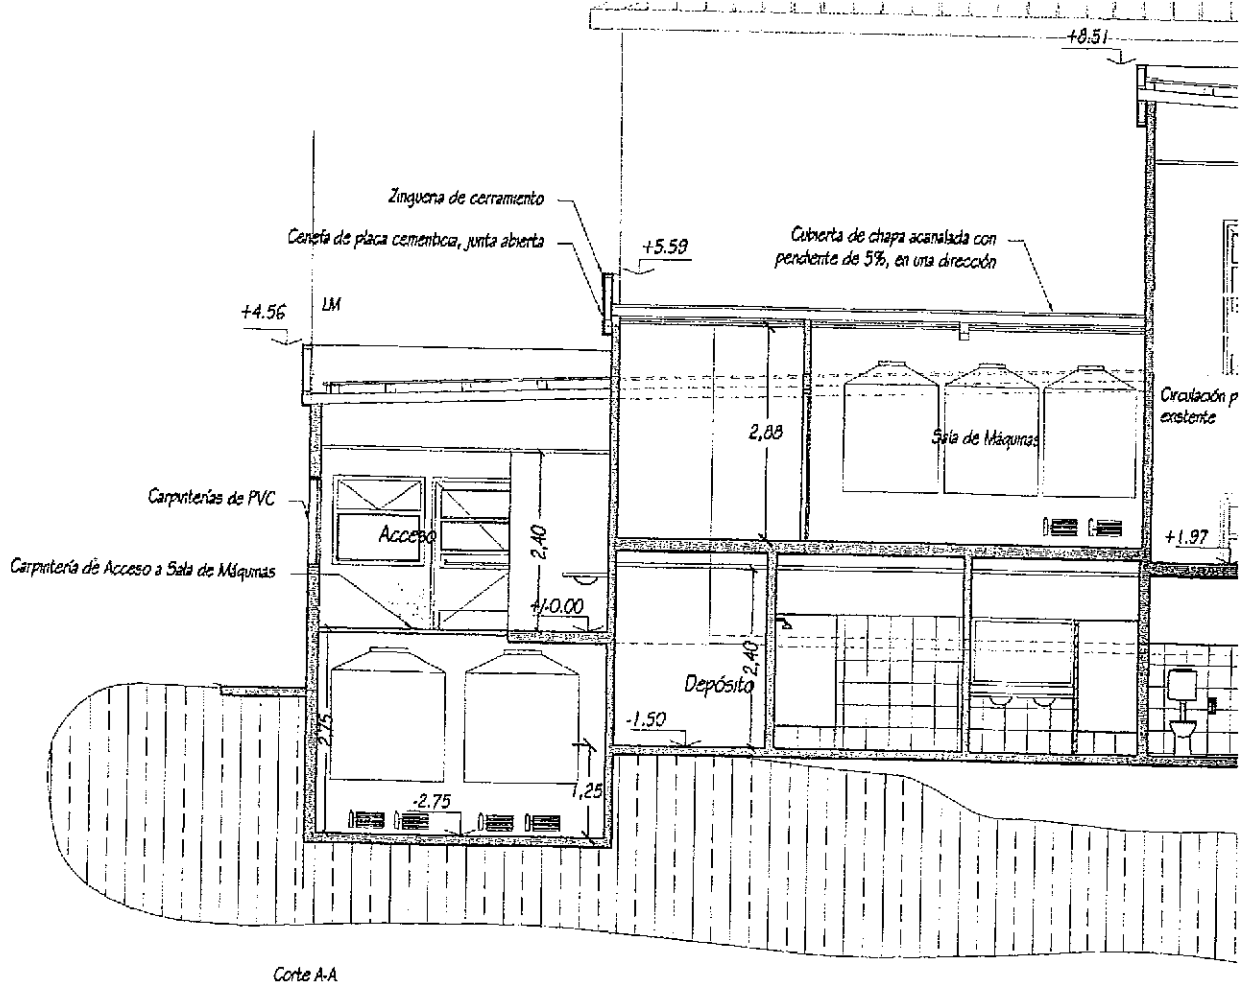 +8.51
Zinguería de cerramiento
Cenefa de placa cementicia, junta abierta
+5.59
Cubierta de chapa acanalada con
pendiente de 5%, en una dirección
+4.56
LM
Circulación p
existente
2,88
Sala de Máquinas
Carpinterías de PVC
Acceso
2,40
+1.97
Carpintería de Acceso a Sala de Máquinas
+/-0.00
2,40
Depósito
-1.50
2,75
1,25
-2.75
Corte A-A